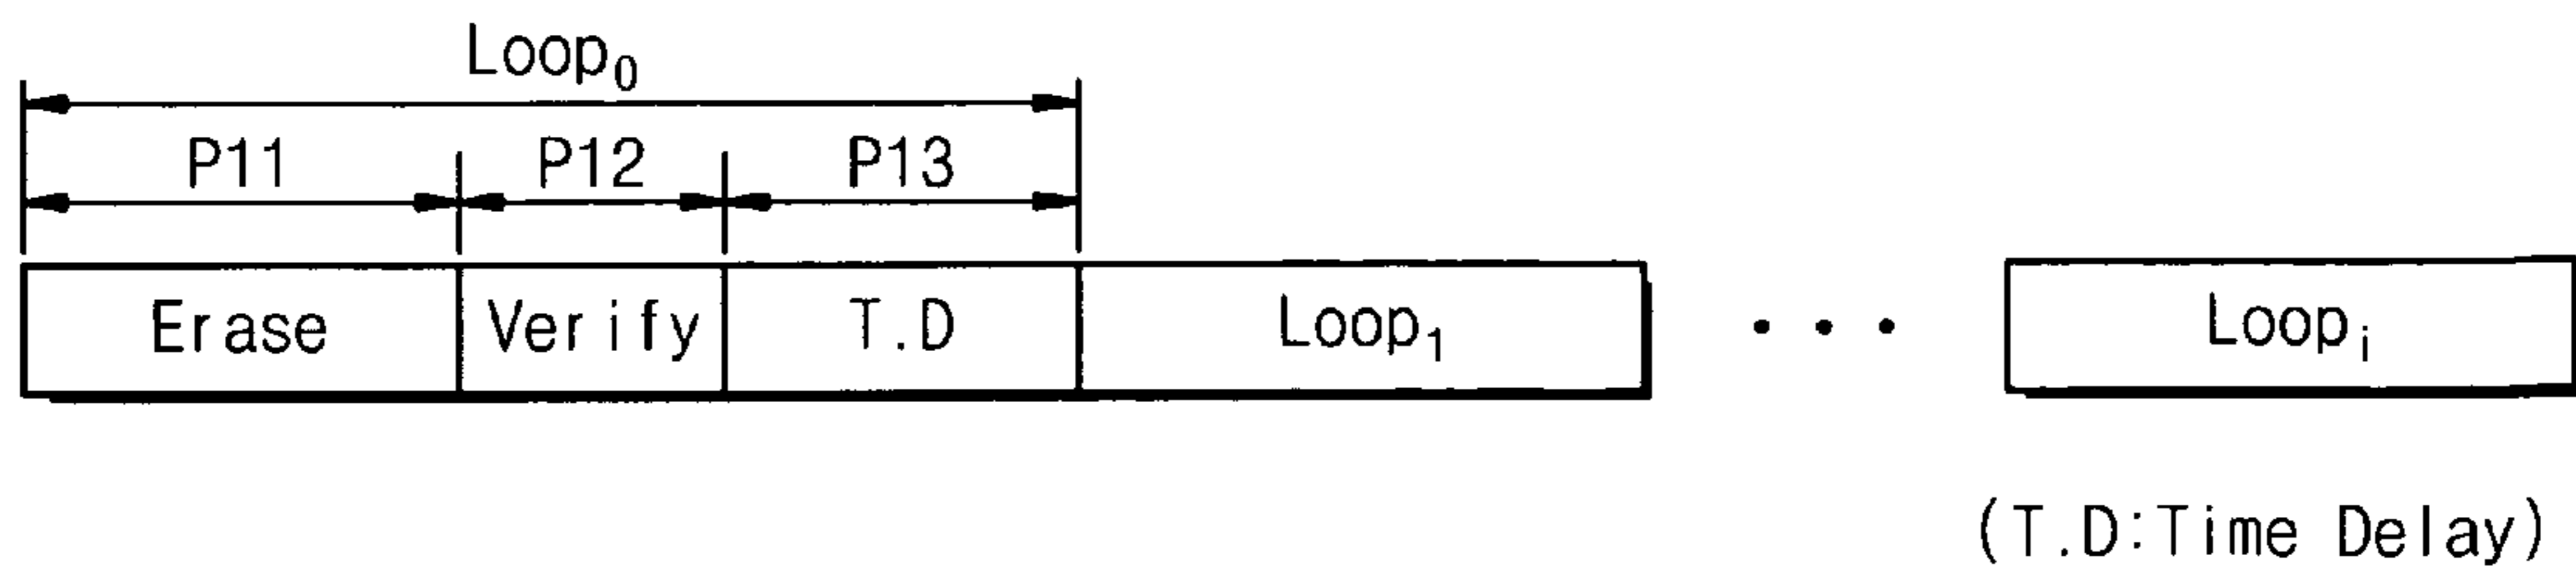 Loop₀
P11 P12 P13
Erase Verify T.D Loop₁ • • • Loopᵢ
(T.D:Time Delay)